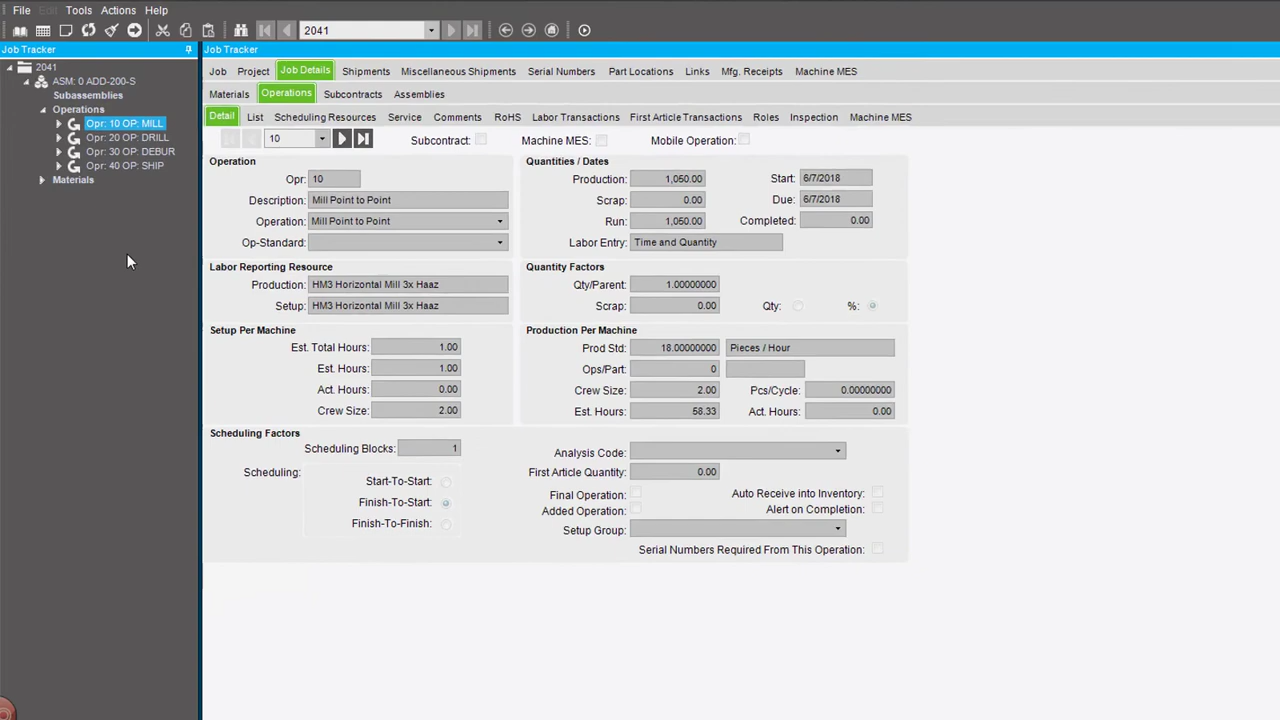 File Edit Tools Actions Help
2041
Job Tracker
2041
ASM: 0 ADD-200-S
Subassemblies
Operations
Opr: 10 OP: MILL
Opr: 20 OP: DRILL
Opr: 30 OP: DEBUR
Opr: 40 OP: SHIP
Materials
Job Tracker
Job Project Job Details Shipments Miscellaneous Shipments Serial Numbers Part Locations Links Mfg. Receipts Machine MES
Materials Operations Subcontracts Assemblies
Detail List Scheduling Resources Service Comments RoHS Labor Transactions First Article Transactions Roles Inspection Machine MES
10 Subcontract: Machine MES: Mobile Operation:
Operation
Opr: 10
Description: Mill Point to Point
Operation: Mill Point to Point
Op-Standard:
Quantities / Dates
Production: 1,050.00 Start: 6/7/2018
Scrap: 0.00 Due: 6/7/2018
Run: 1,050.00 Completed: 0.00
Labor Entry: Time and Quantity
Labor Reporting Resource
Production: HM3 Horizontal Mill 3x Haaz
Setup: HM3 Horizontal Mill 3x Haaz
Quantity Factors
Qty/Parent: 1.00000000
Scrap: 0.00 Qty: %:
Setup Per Machine
Est. Total Hours: 1.00
Est. Hours: 1.00
Act. Hours: 0.00
Crew Size: 2.00
Production Per Machine
Prod Std: 18.00000000 Pieces / Hour
Ops/Part: 0
Crew Size: 2.00 Pcs/Cycle: 0.00000000
Est. Hours: 58.33 Act. Hours: 0.00
Scheduling Factors
Scheduling Blocks: 1
Scheduling: Start-To-Start:
Finish-To-Start:
Finish-To-Finish:
Analysis Code:
First Article Quantity: 0.00
Final Operation: Auto Receive into Inventory:
Added Operation: Alert on Completion:
Setup Group:
Serial Numbers Required From This Operation: